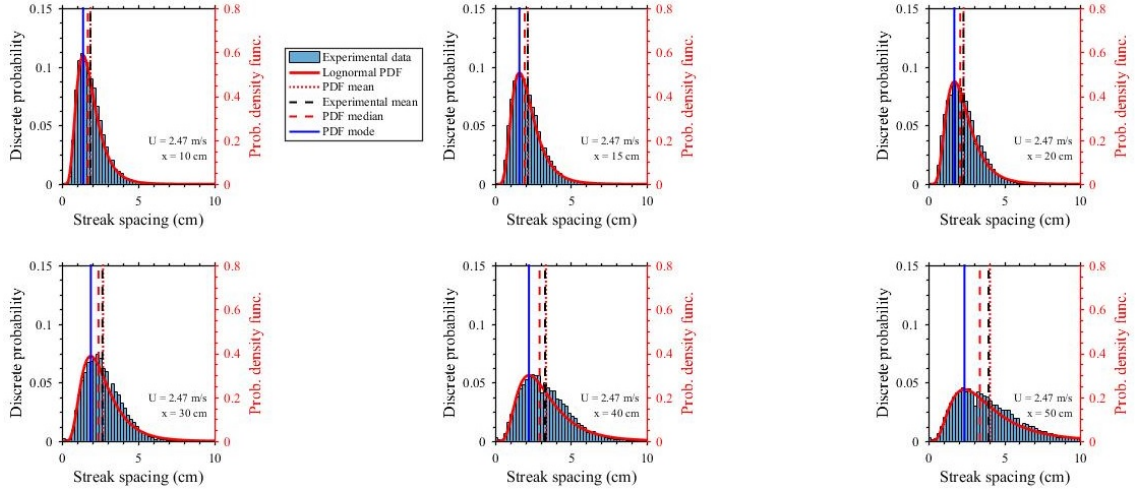 0.15
0.1
0.05
0
Discrete probability
0.8
0.6
0.4
0.2
0
Prob. density func.
U = 2.47 m/s
x = 10 cm
0 5 10
Streak spacing (cm)
Experimental data
Lognormal PDF
PDF mean
Experimental mean
PDF median
PDF mode
0.15
0.1
0.05
0
Discrete probability
0.8
0.6
0.4
0.2
0
Prob. density func.
U = 2.47 m/s
x = 15 cm
0 5 10
Streak spacing (cm)
0.15
0.1
0.05
0
Discrete probability
0.8
0.6
0.4
0.2
0
Prob. density func.
U = 2.47 m/s
x = 20 cm
0 5 10
Streak spacing (cm)
0.15
0.1
0.05
0
Discrete probability
0.8
0.6
0.4
0.2
0
Prob. density func.
U = 2.47 m/s
x = 30 cm
0 5 10
Streak spacing (cm)
0.15
0.1
0.05
0
Discrete probability
0.8
0.6
0.4
0.2
0
Prob. density func.
U = 2.47 m/s
x = 40 cm
0 5 10
Streak spacing (cm)
0.15
0.1
0.05
0
Discrete probability
0.8
0.6
0.4
0.2
0
Prob. density func.
U = 2.47 m/s
x = 50 cm
0 5 10
Streak spacing (cm)